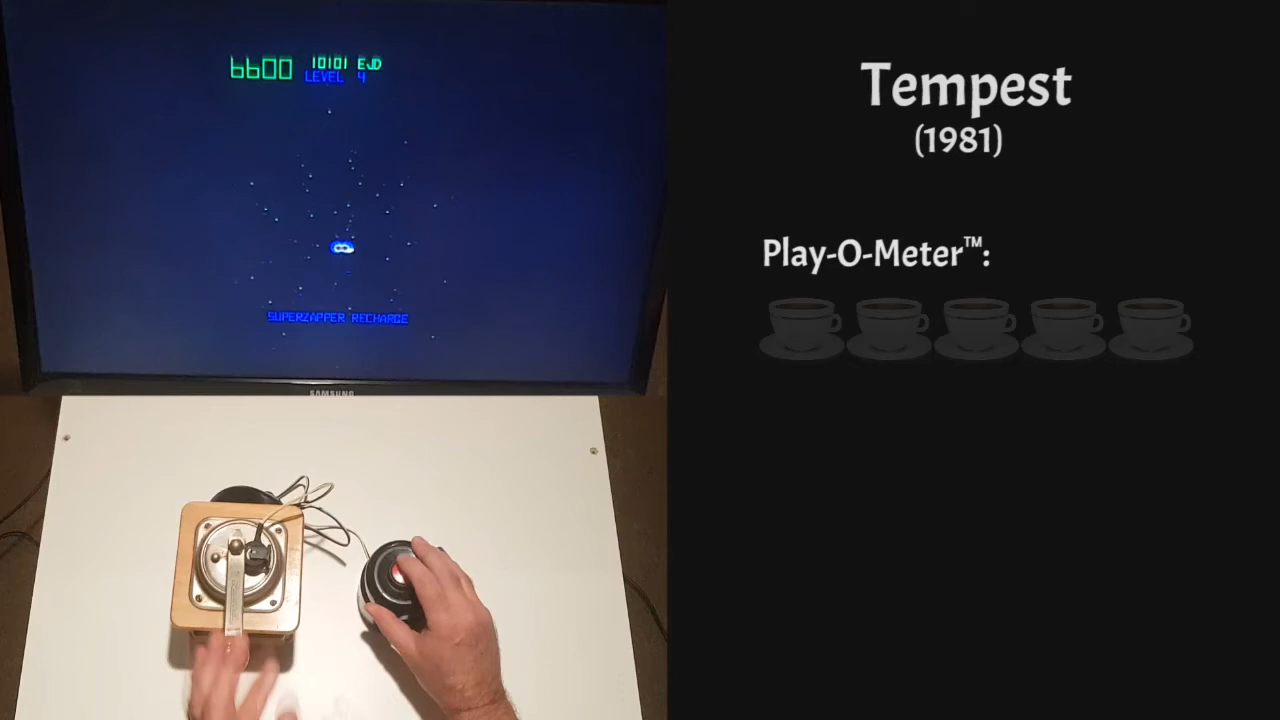 6600 10101 EJD
LEVEL 4
SUPERZAPPER RECHARGE
SAMSUNG
Tempest
(1981)
Play-O-Meter™: